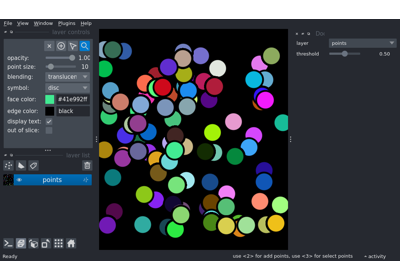 File View Window Plugins Help
layer controls
Do
opacity: 1.00
point size: 10
blending: translucen
symbol: disc
face color: #41e992ff
edge color: black
display text:
out of slice:
layer list
points
layer points
threshold 0.50
Ready
use <2> for add points, use <3> for select points
activity